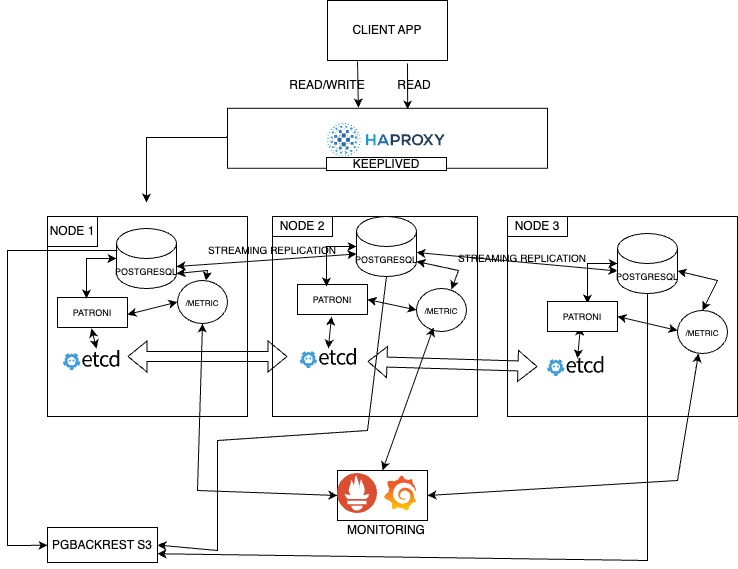 CLIENT APP
READ/WRITE
READ
HAPROXY
KEEPLIVED
NODE 1
NODE 2
NODE 3
POSTGRESQL
STREAMING REPLICATION
POSTGRESQL
STREAMING REPLICATION
POSTGRESQL
PATRONI
/METRIC
PATRONI
/METRIC
PATRONI
/METRIC
etcd
etcd
etcd
MONITORING
PGBACKREST S3